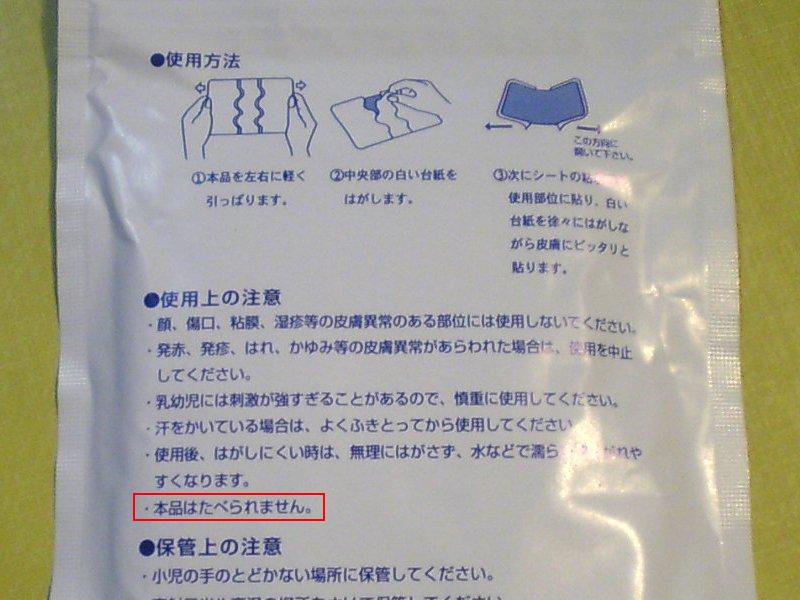 ●使用方法
この方向に
開いて下さい。
①本品を左右に軽く
引っぱります。
②中央部の白い台紙を
はがします。
③次にシートの粘
使用部位に貼り、白い
台紙を徐々にはがしな
がら皮膚にピッタリと
貼ります。
●使用上の注意
・顔、傷口、粘膜、湿疹等の皮膚異常のある部位には使用しないでください。
・発赤、発疹、はれ、かゆみ等の皮膚異常があらわれた場合は、使用を中止
してください。
・乳幼児には刺激が強すぎることがあるので、慎重に使用してください。
・汗をかいている場合は、よくふきとってから使用してください
・使用後、はがしにくい時は、無理にはがさず、水などで濡ら がれや
すくなります。
・本品はたべられません。
●保管上の注意
・小児の手のとどかない場所に保管してください。